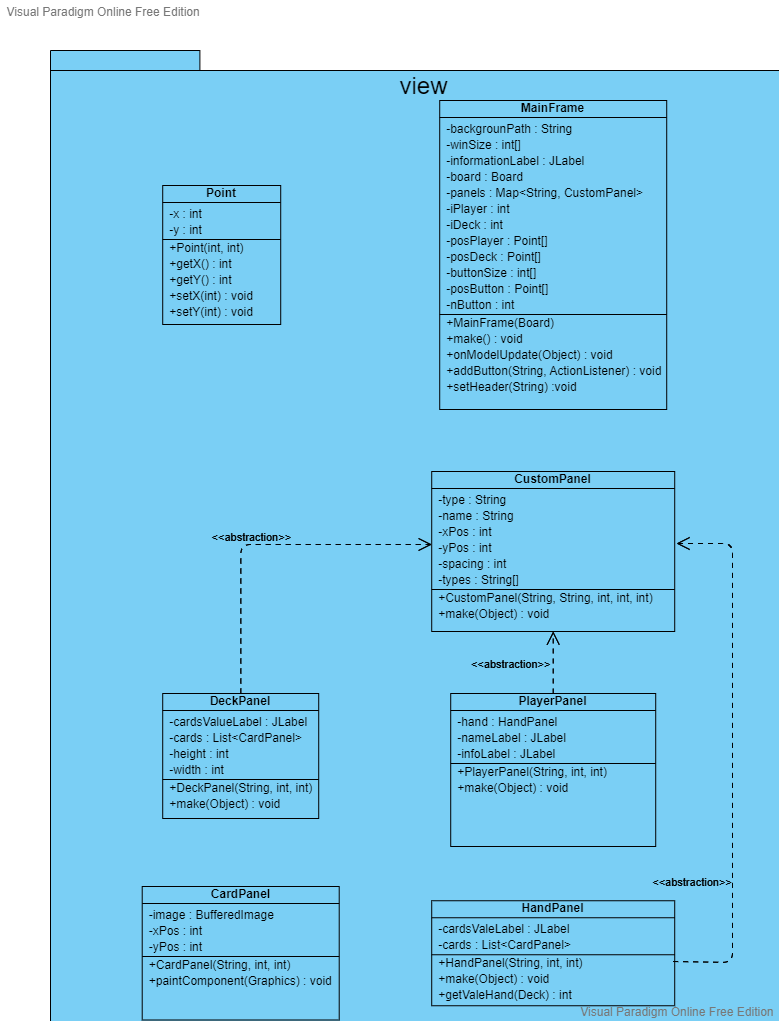 Visual Paradigm Online Free Edition
view
MainFrame
-backgrounPath : String
-winSize : int[]
-informationLabel : JLabel
-board : Board
-panels : Map<String, CustomPanel>
-iPlayer : int
-iDeck : int
-posPlayer : Point[]
-posDeck : Point[]
-buttonSize : int[]
-posButton : Point[]
-nButton : int
+MainFrame(Board)
+make() : void
+onModelUpdate(Object) : void
+addButton(String, ActionListener) : void
+setHeader(String) :void
Point
-x : int
-y : int
+Point(int, int)
+getX() : int
+getY() : int
+setX(int) : void
+setY(int) : void
CustomPanel
-type : String
-name : String
-xPos : int
-yPos : int
-spacing : int
-types : String[]
+CustomPanel(String, String, int, int, int)
+make(Object) : void
<<abstraction>>
<<abstraction>>
DeckPanel
-cardsValueLabel : JLabel
-cards : List<CardPanel>
-height : int
-width : int
+DeckPanel(String, int, int)
+make(Object) : void
PlayerPanel
-hand : HandPanel
-nameLabel : JLabel
-infoLabel : JLabel
+PlayerPanel(String, int, int)
+make(Object) : void
<<abstraction>>
CardPanel
-image : BufferedImage
-xPos : int
-yPos : int
+CardPanel(String, int, int)
+paintComponent(Graphics) : void
HandPanel
-cardsValeLabel : JLabel
-cards : List<CardPanel>
+HandPanel(String, int, int)
+make(Object) : void
+getValeHand(Deck) : int
Visual Paradigm Online Free Edition